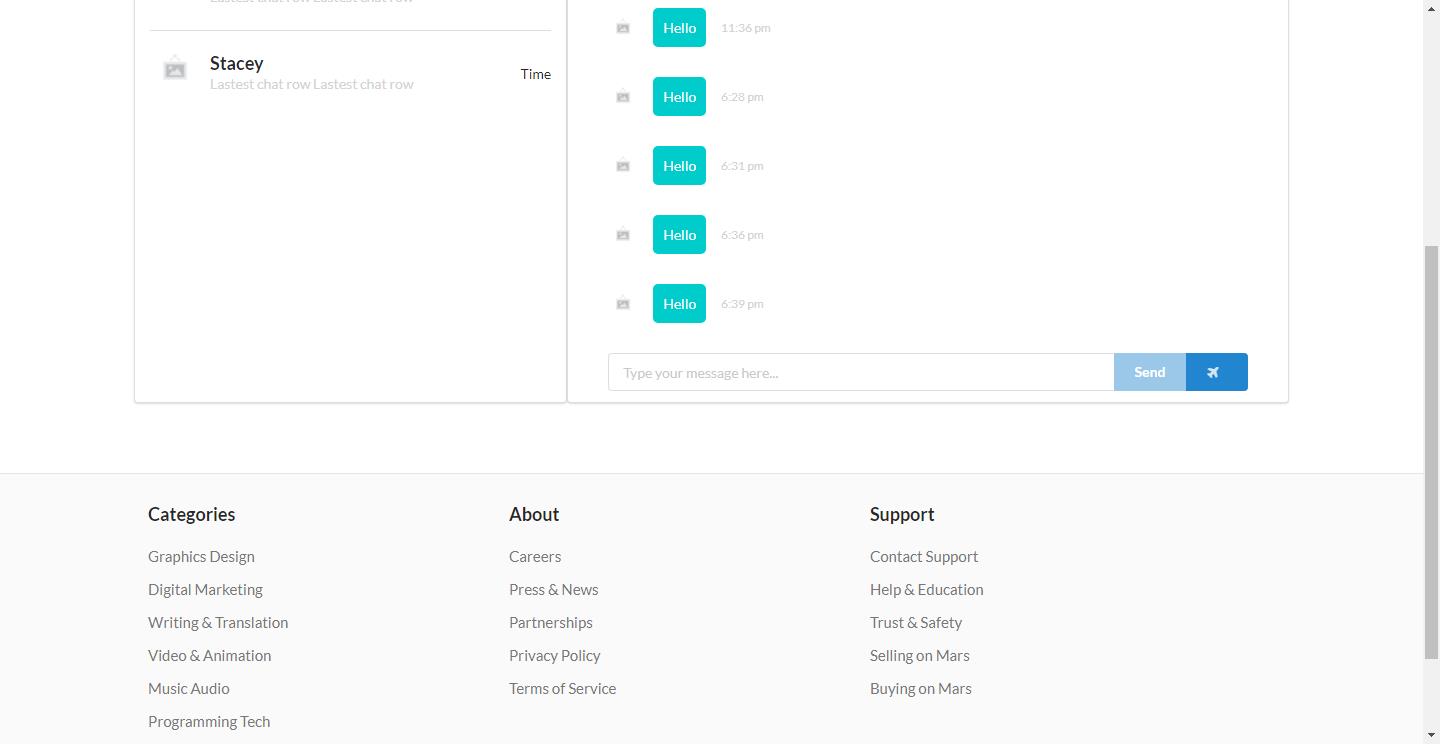 Lastest chat row Lastest chat row
Stacey
Lastest chat row Lastest chat row
Time
Hello 11:36 pm
Hello 6:28 pm
Hello 6:31 pm
Hello 6:36 pm
Hello 6:39 pm
Type your message here... Send
Categories
Graphics Design
Digital Marketing
Writing & Translation
Video & Animation
Music Audio
Programming Tech
About
Careers
Press & News
Partnerships
Privacy Policy
Terms of Service
Support
Contact Support
Help & Education
Trust & Safety
Selling on Mars
Buying on Mars